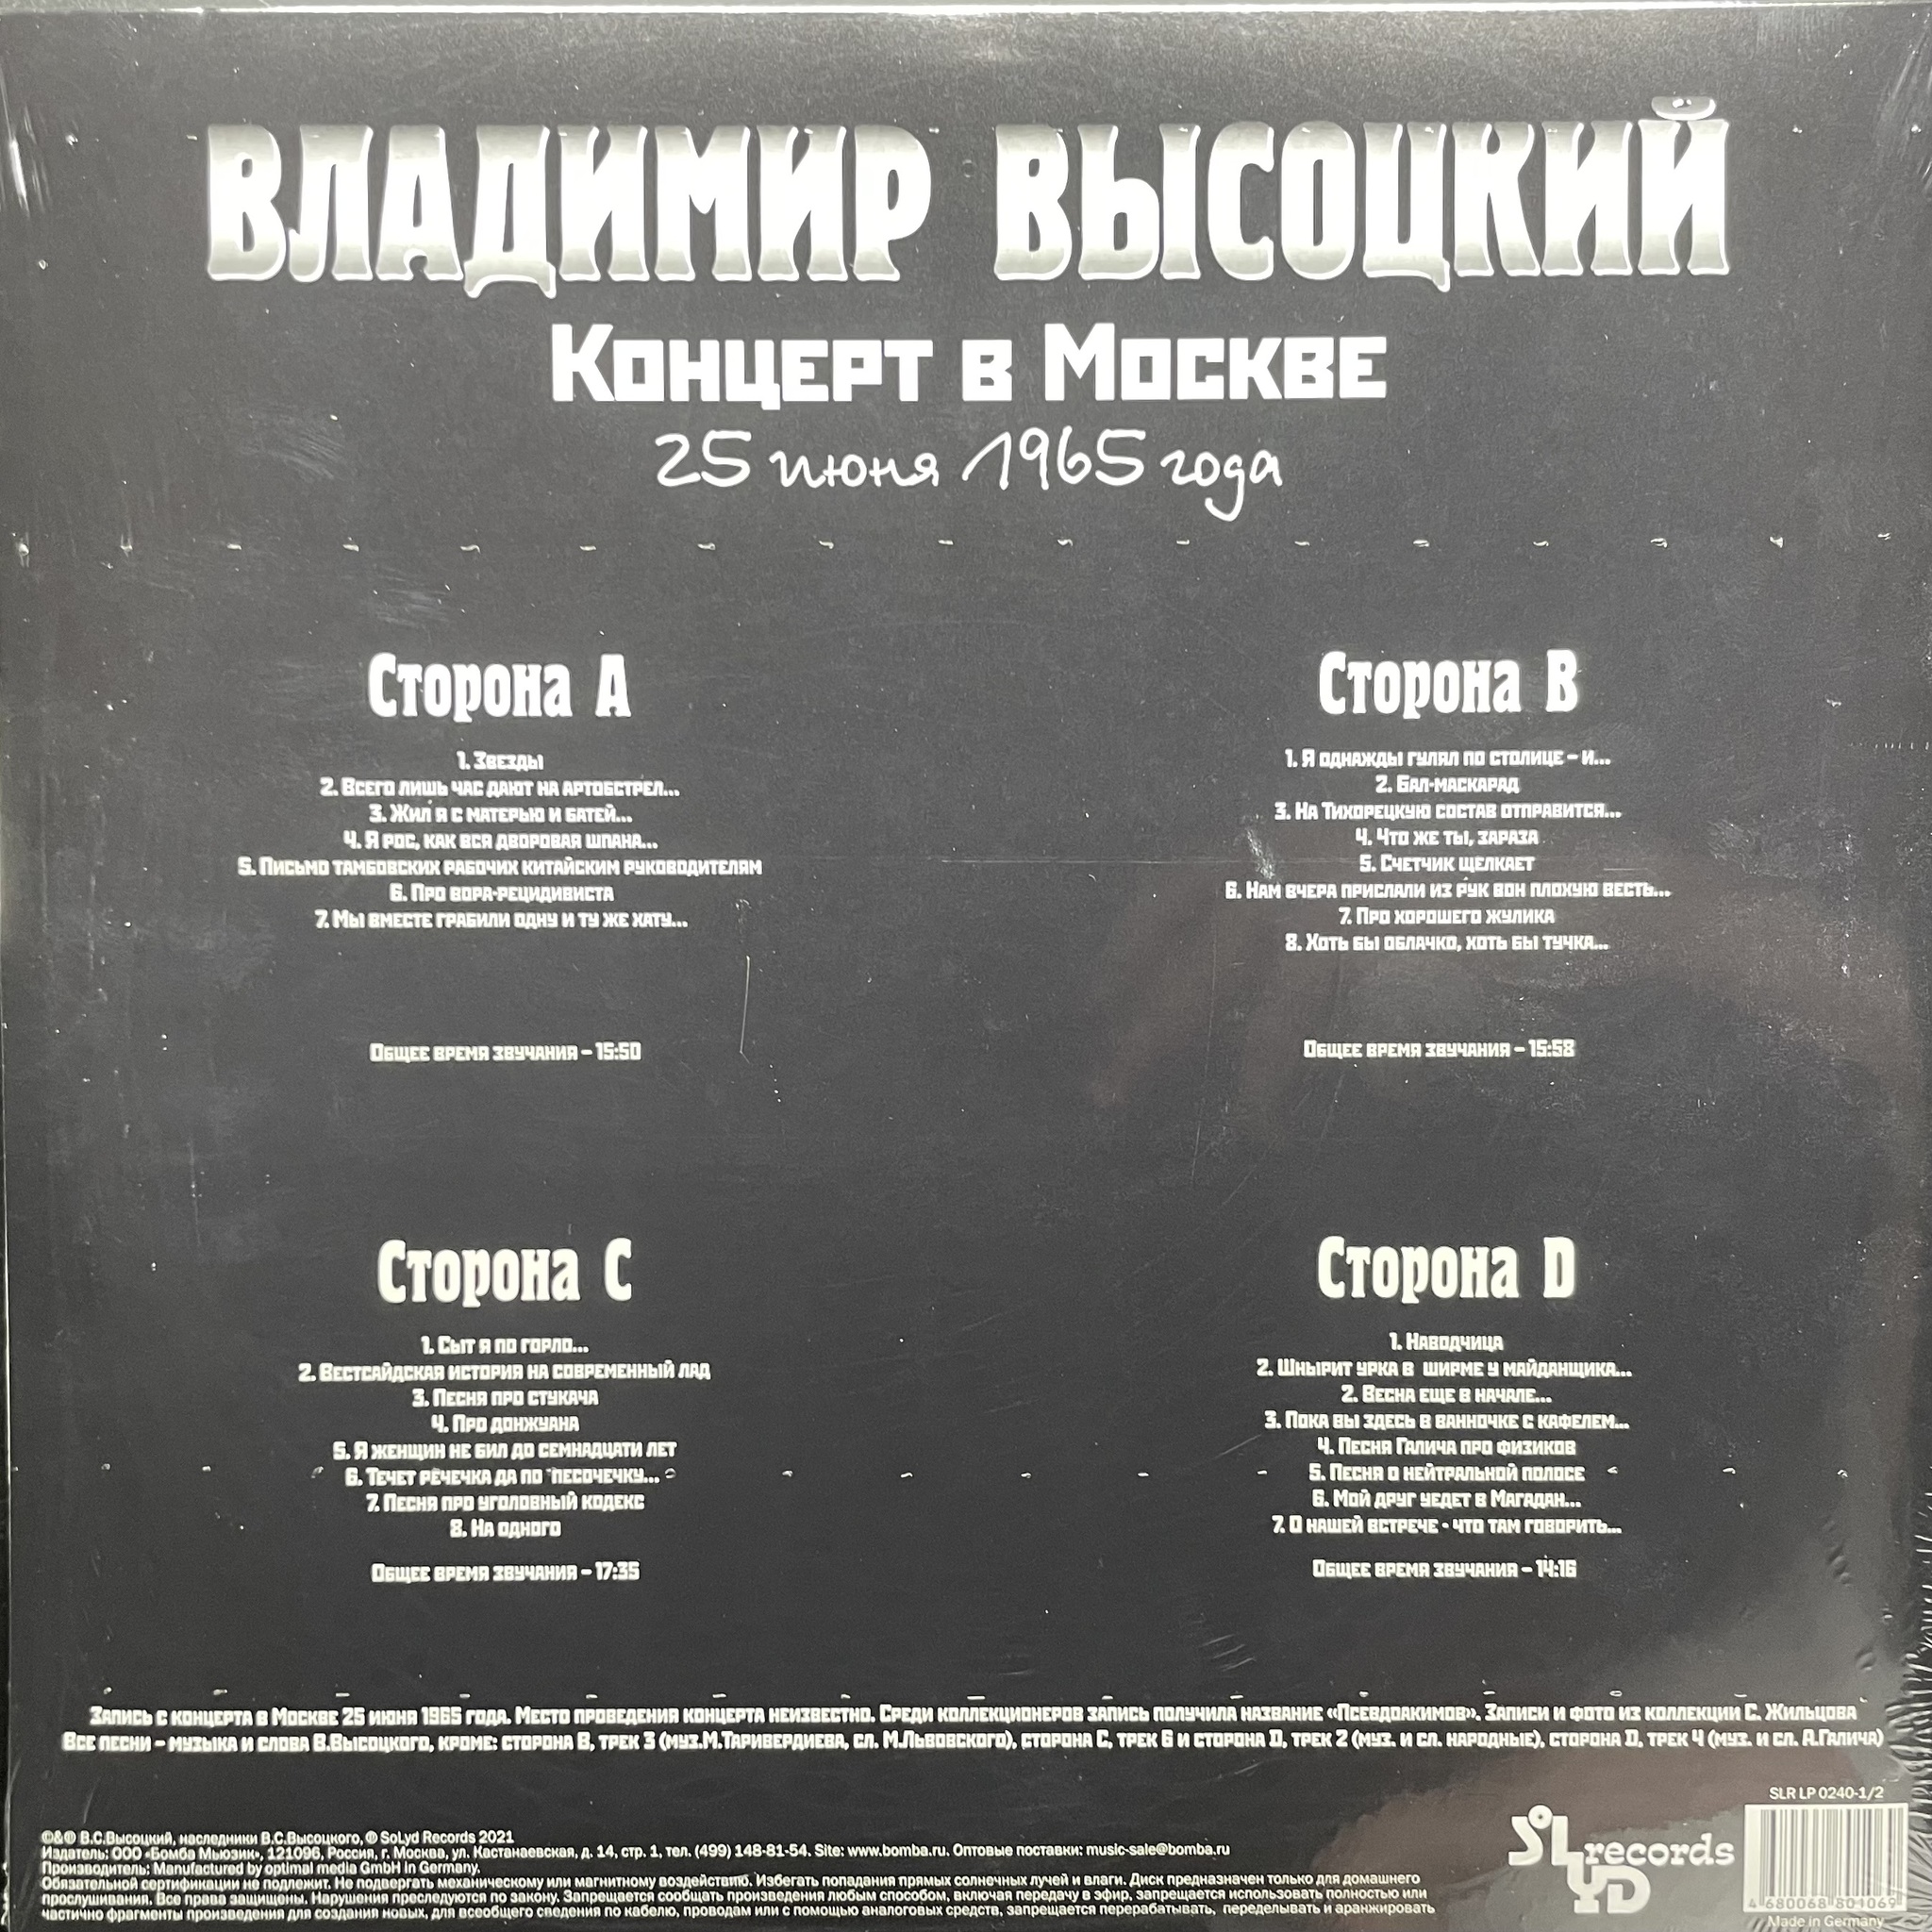 ВЛАДИМИР ВЫСОЦКИЙ
Концерт в Москве
25 июня 1965 года
Сторона A
1. Звезды
2. Всего лишь час дают на артобстрел...
3. Жил я с матерью и батей...
4. Я рос, как вся дворовая шпана...
5. Письмо тамбовских рабочих китайским руководителям
6. Про вора-рецидивиста
7. Мы вместе грабили одну и ту же хату...
Общее время звучания – 15:50
Сторона B
1. Я однажды гулял по столице – и...
2. Бал-маскарад
3. На Тихорецкую состав отправится...
4. Что же ты, зараза
5. Счетчик щелкает
6. Нам вчера прислали из рук вон плохую весть...
7. Про хорошего жулика
8. Хоть бы облачко, хоть бы тучка...
Общее время звучания – 15:58
Сторона C
1. Сыт я по горло...
2. Вестсайдская история на современный лад
3. Песня про стукача
4. Про донжуана
5. Я женщин не бил до семнадцати лет
6. Течет речечка да по песочечку...
7. Песня про уголовный кодекс
8. На одного
Общее время звучания – 17:35
Сторона D
1. Наводчица
2. Шнырит урка в ширме у майданщика...
2. Весна еще в начале...
3. Пока вы здесь в ванночке с кафелем...
4. Песня Галича про физиков
5. Песня о нейтральной полосе
6. Мой друг уедет в Магадан...
7. О нашей встрече - что там говорить...
Общее время звучания – 14:16
Запись с концерта в Москве 25 июня 1965 года. Место проведения концерта неизвестно. Среди коллекционеров запись получила название «Псевдоакимов». Записи и фото из коллекции С. Жильцова
Все песни – музыка и слова В.Высоцкого, кроме: сторона B, трек 3 (муз.М.Таривердиева, сл. М.Львовского), сторона C, трек 6 и сторона D, трек 2 (муз. и сл. народные), сторона D, трек 4 (муз. и сл. А.Галича)
SLR LP 0240-1/2
©&℗ В.С.Высоцкий, наследники В.С.Высоцкого, ℗ SoLyd Records 2021
Издатель: ООО «Бомба Мьюзик», 121096, Россия, г. Москва, ул. Кастанаевская, д. 14, стр. 1, тел. (499) 148-81-54. Site: www.bomba.ru. Оптовые поставки: music-sale@bomba.ru
Производитель: Manufactured by optimal media GmbH in Germany.
Обязательной сертификации не подлежит. Не подвергать механическому или магнитному воздействию. Избегать попадания прямых солнечных лучей и влаги. Диск предназначен только для домашнего
прослушивания. Все права защищены. Нарушения преследуются по закону. Запрещается сообщать произведения любым способом, включая передачу в эфир, запрещается использовать полностью или
частично фрагменты произведения для создания новых, для всеобщего сведения по кабелю, проводам или с помощью аналоговых средств, запрещается перерабатывать, переделывать и аранжировать
SOLYD records
4 680068 801069
Made in Germany